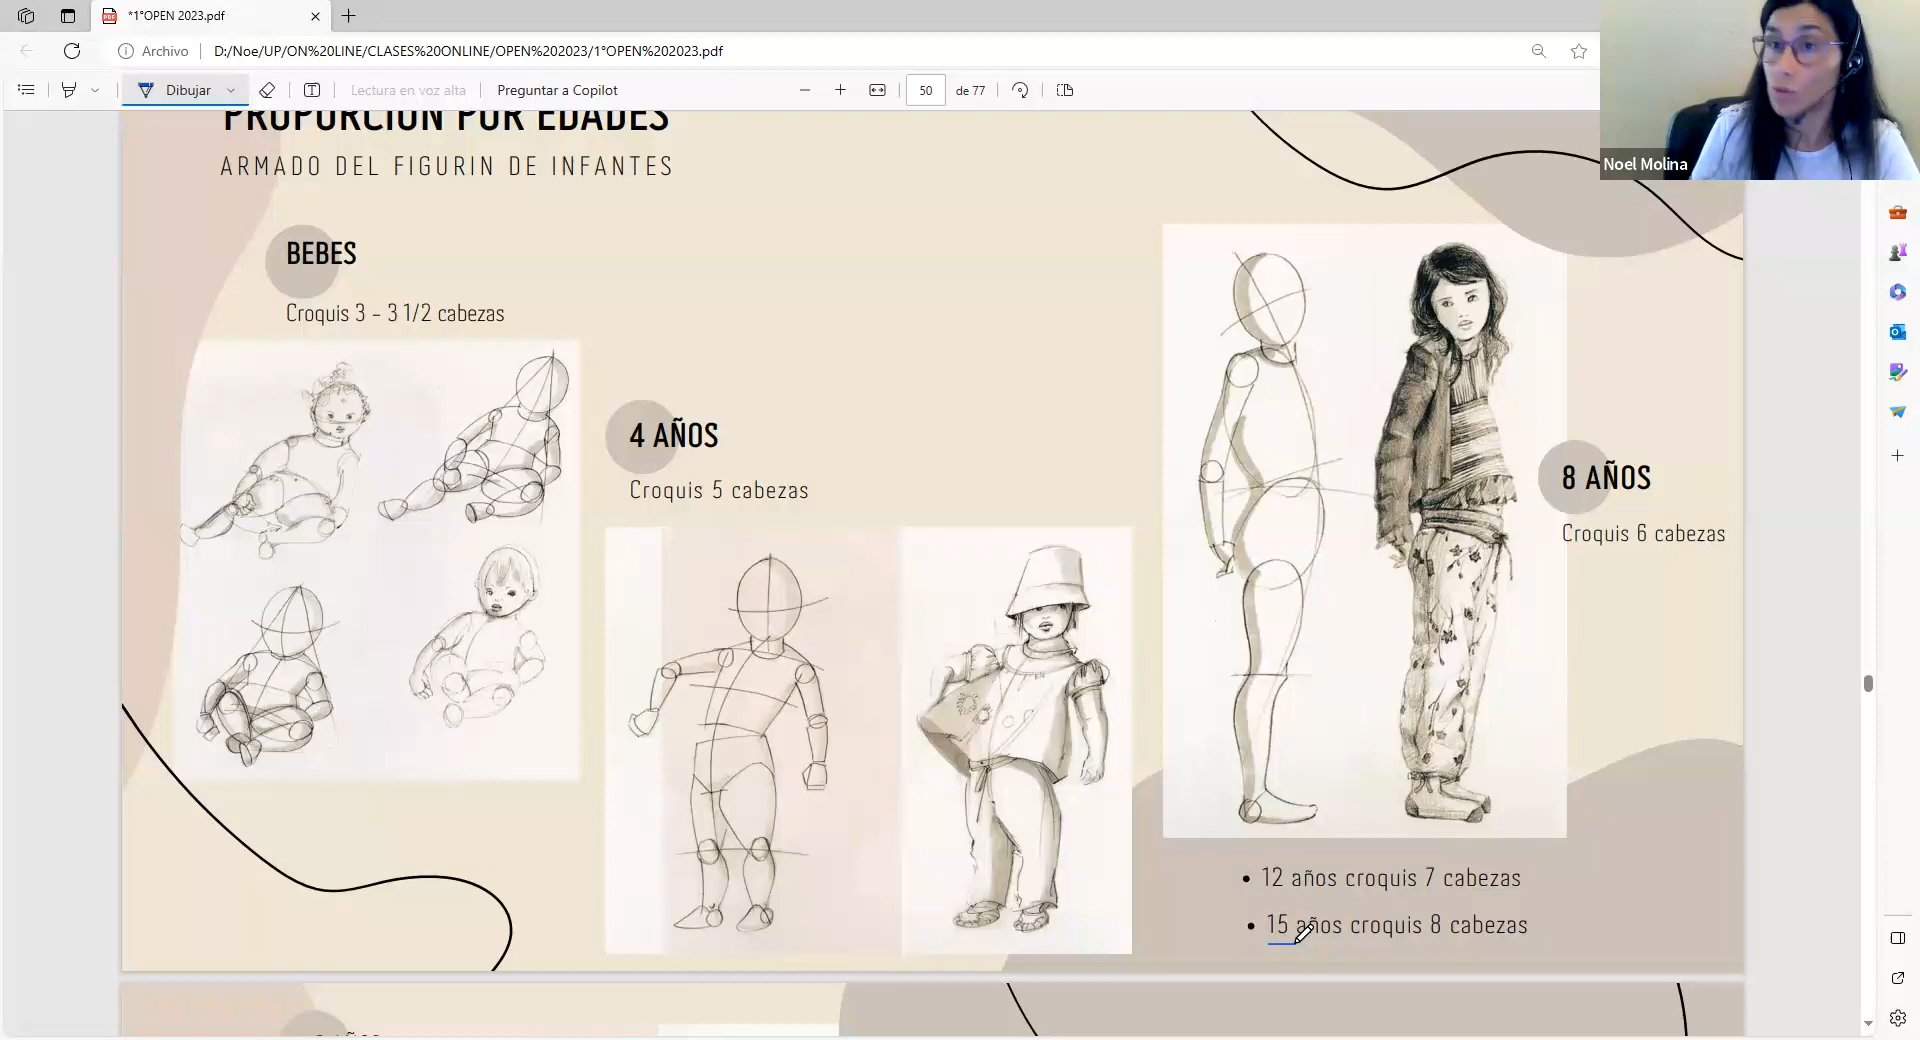 *1°OPEN 2023.pdf
Archivo
D:/Noe/UP/ON%20LINE/CLASES%20ONLINE/OPEN%202023/1°OPEN%202023.pdf
Dibujar
Lectura en voz alta
Preguntar a Copilot
50
de 77
Noel Molina
PROPORCION POR EDADES
ARMADO DEL FIGURIN DE INFANTES
BEBES
Croquis 3 - 3 1/2 cabezas
4 AÑOS
Croquis 5 cabezas
8 AÑOS
Croquis 6 cabezas
• 12 años croquis 7 cabezas
• 15 años croquis 8 cabezas